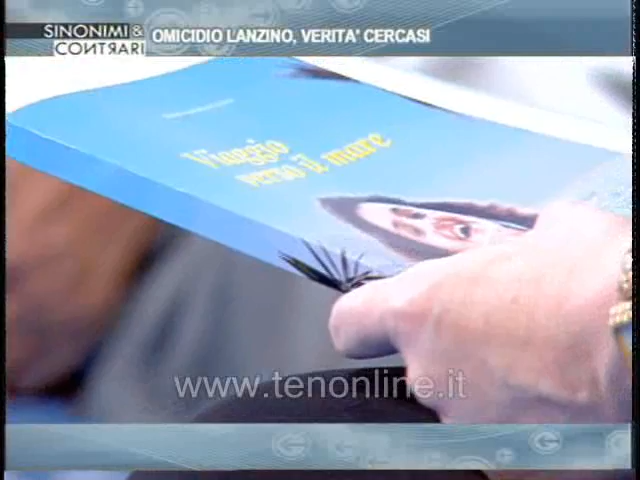 SINONIMI &
CONTRARI
OMICIDIO LANZINO, VERITA' CERCASI
Viaggio
verso il mare
www.tenonline.it